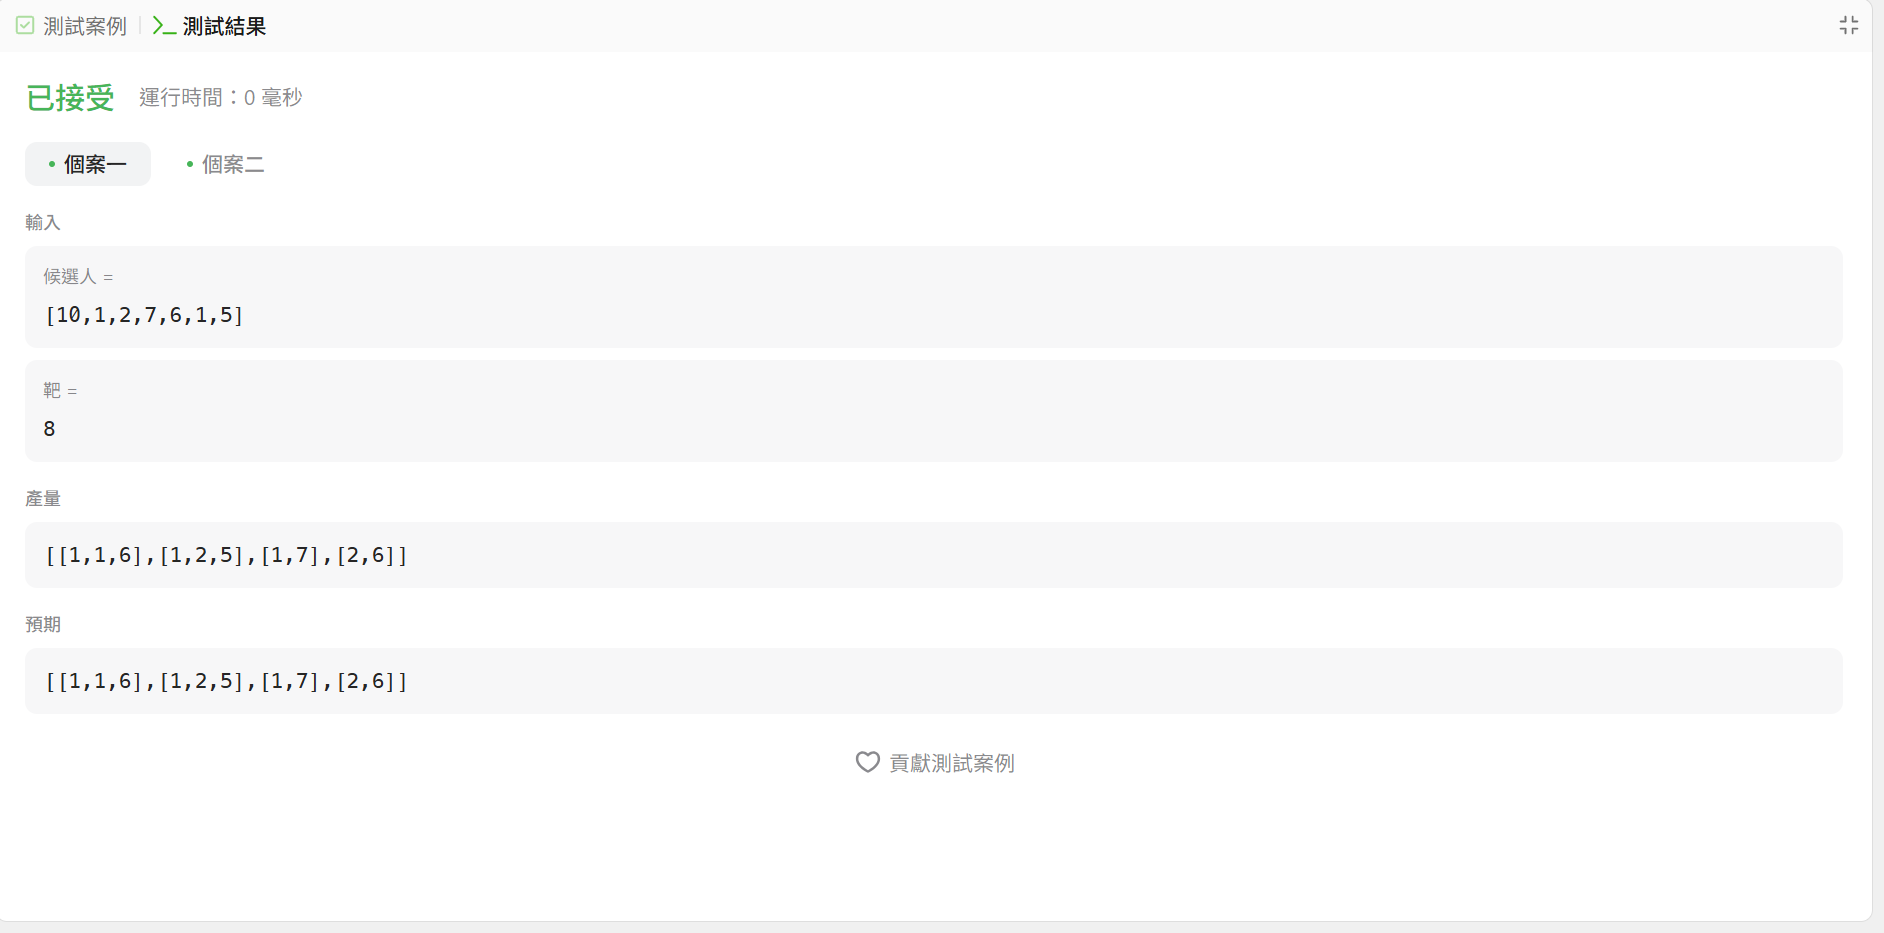 測試案例 測試結果
已接受 運行時間：0 毫秒
個案一 個案二
輸入
候選人 =
[10,1,2,7,6,1,5]
靶 =
8
產量
[[1,1,6],[1,2,5],[1,7],[2,6]]
預期
[[1,1,6],[1,2,5],[1,7],[2,6]]
貢獻測試案例